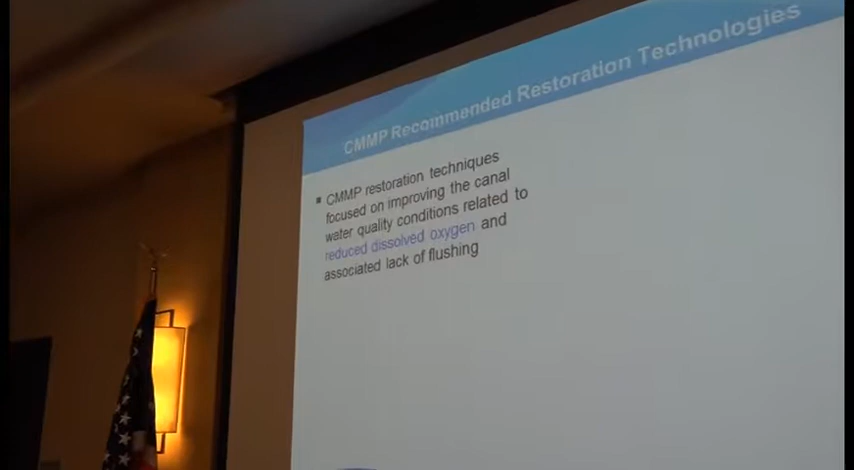 CMMP Recommended Restoration Technologies
▪ CMMP restoration techniques
focused on improving the canal
water quality conditions related to
reduced dissolved oxygen and
associated lack of flushing